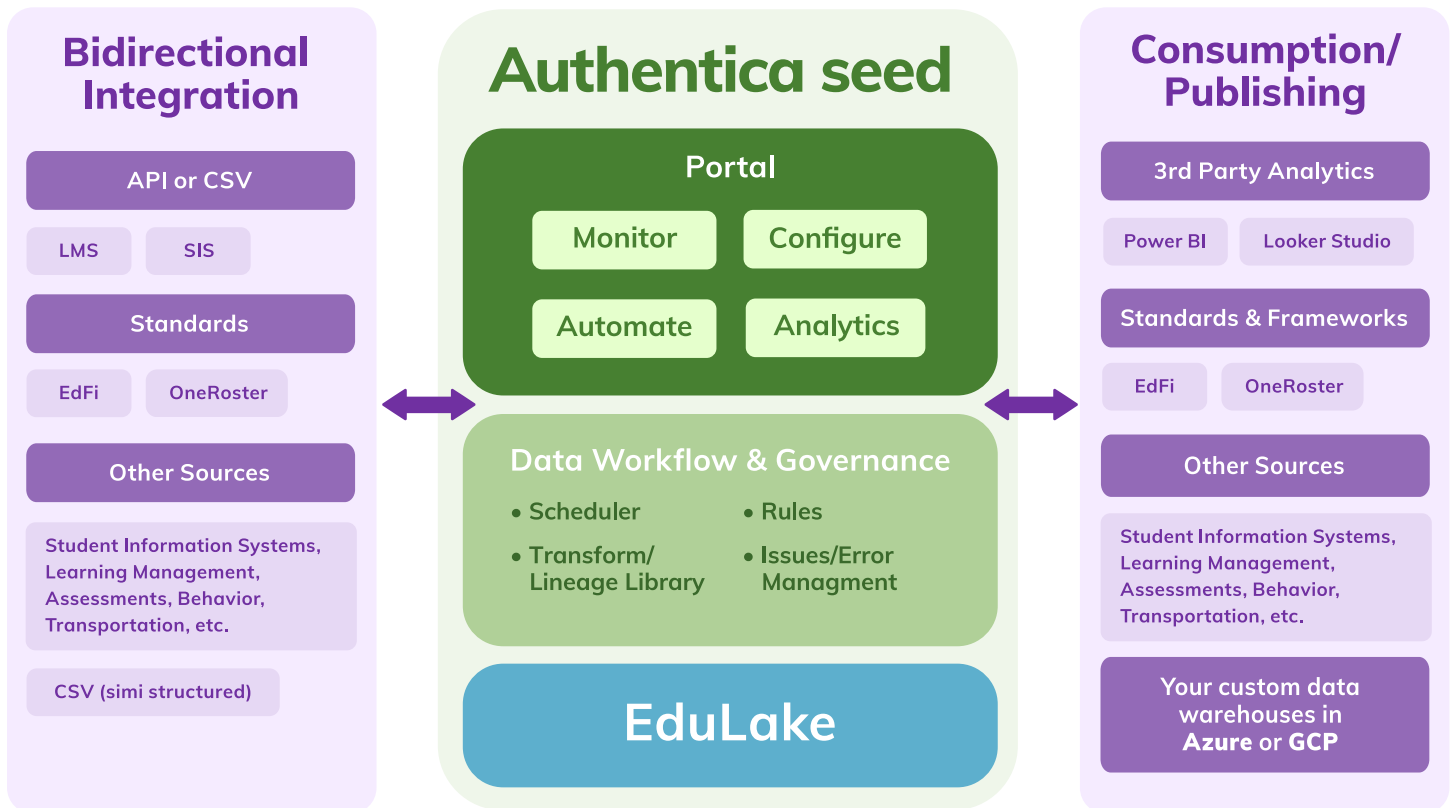 Bidirectional
Integration
API or CSV
LMS
SIS
Standards
EdFi
OneRoster
Other Sources
Student Information Systems,
Learning Management,
Assessments, Behavior,
Transportation, etc.
CSV (simi structured)
Authentica seed
Portal
Monitor
Configure
Automate
Analytics
Data Workflow & Governance
• Scheduler
• Rules
• Transform/
Lineage Library
• Issues/Error
Managment
EduLake
Consumption/
Publishing
3rd Party Analytics
Power BI
Looker Studio
Standards & Frameworks
EdFi
OneRoster
Other Sources
Student Information Systems,
Learning Management,
Assessments, Behavior,
Transportation, etc.
Your custom data
warehouses in
Azure or GCP